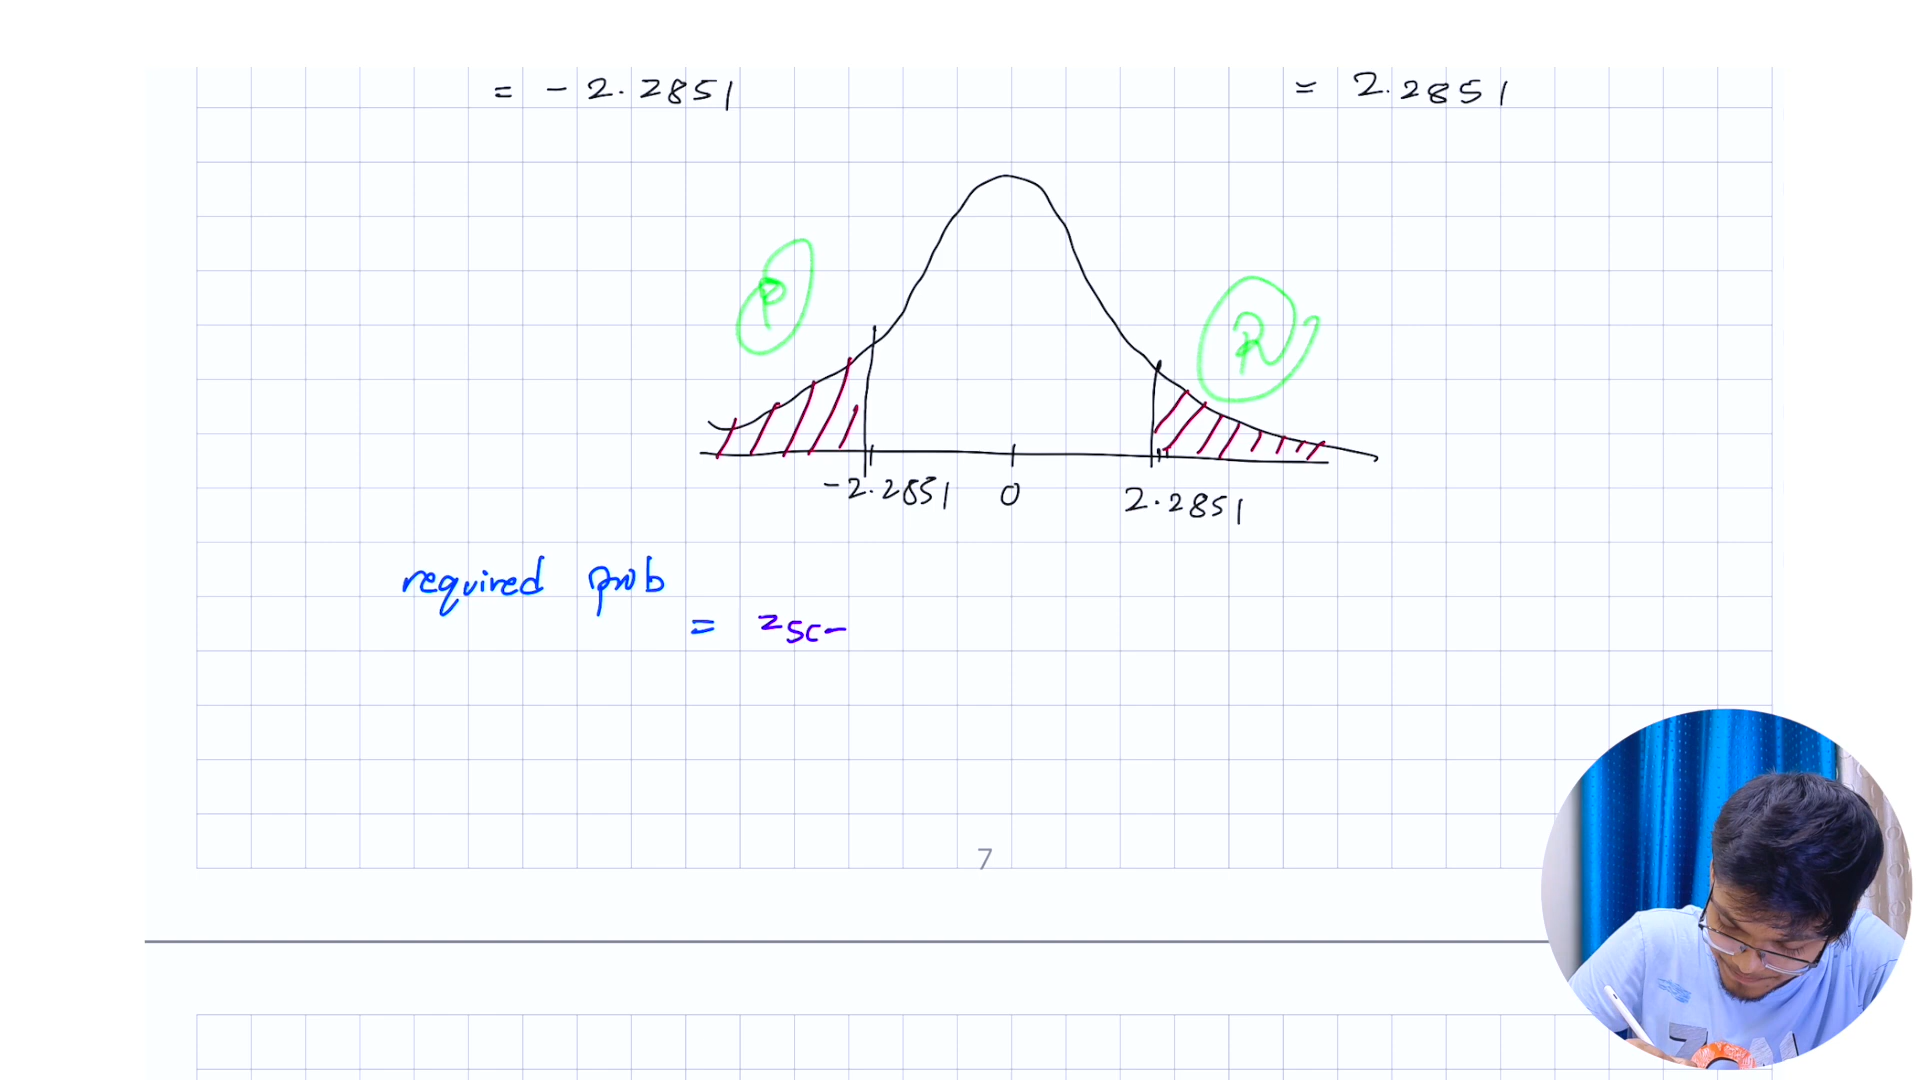 = - 2.2851
= 2.2851
P
R
-2.2851
0
2.2851
required prob
= zsc-
7